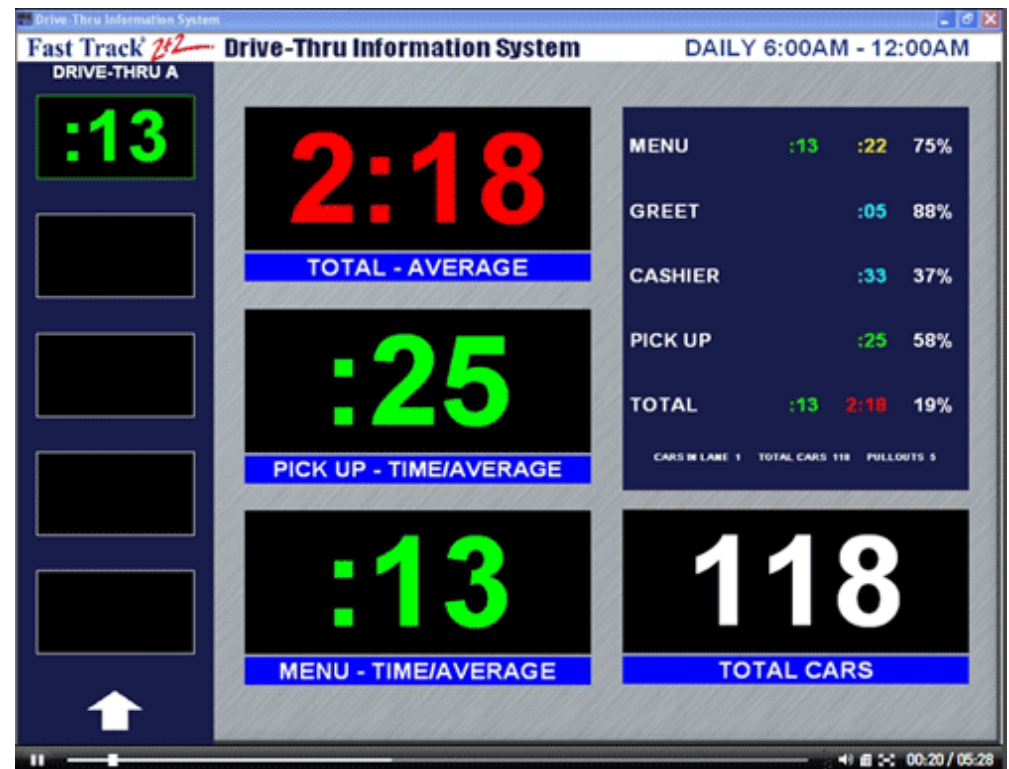 Drive-Thru Information System
Fast Track 2+2 Drive-Thru Information System DAILY 6:00AM - 12:00AM
DRIVE-THRU A
:13
2:18
TOTAL - AVERAGE
:25
PICK UP - TIME/AVERAGE
:13
MENU - TIME/AVERAGE
MENU :13 :22 75%
GREET :05 88%
CASHIER :33 37%
PICK UP :25 58%
TOTAL :13 2:18 19%
CARS IN LANE 1 TOTAL CARS 118 PULLOUTS 5
118
TOTAL CARS
00:20 / 05:28